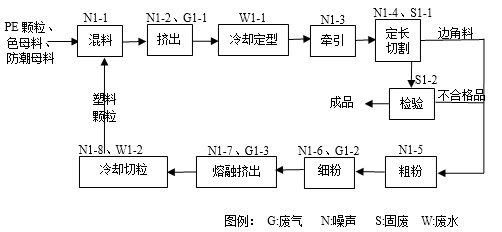 PE 颗粒、
色母料、
防潮母料
N1-1
混料
N1-2、G1-1
挤出
W1-1
冷却定型
N1-3
牵引
N1-4、S1-1
定长
切割
边角料
S1-2
成品
检验
不合格品
塑料
颗粒
N1-8、W1-2
冷却切粒
N1-7、G1-3
熔融挤出
N1-6、G1-2
细粉
N1-5
粗粉
图例： G:废气 N:噪声 S:固废 W:废水